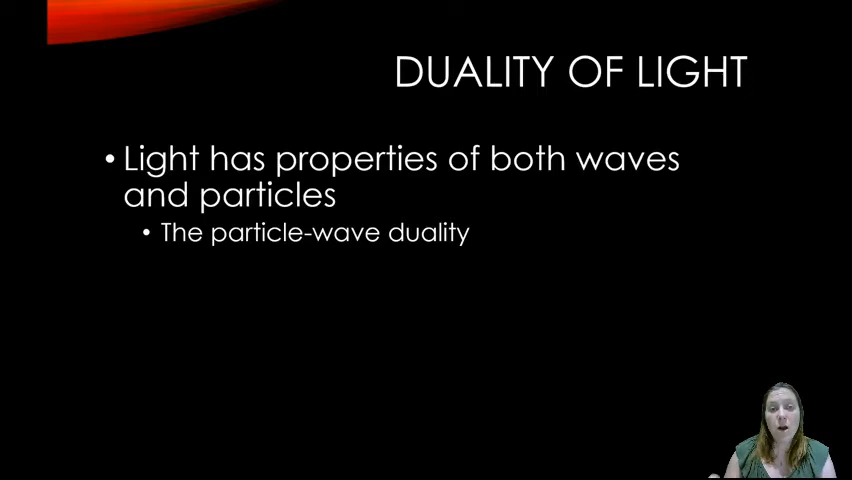 DUALITY OF LIGHT
• Light has properties of both waves
and particles
• The particle-wave duality